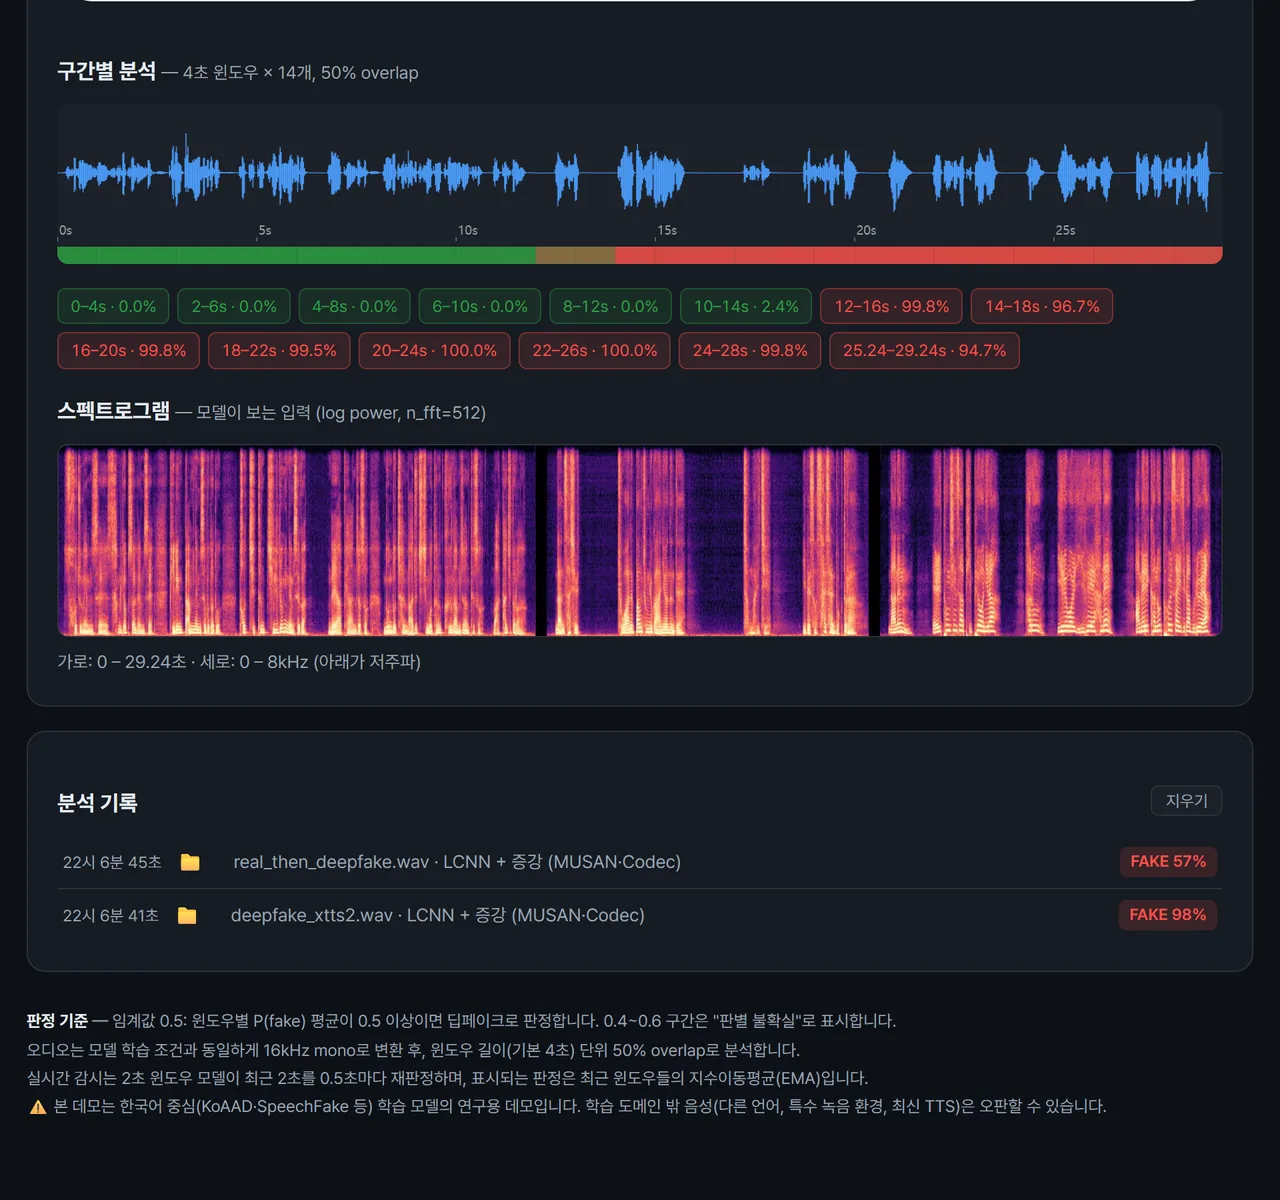 구간별 분석 — 4초 윈도우 × 14개, 50% overlap
0s 5s 10s 15s 20s 25s
0–4s · 0.0% 2–6s · 0.0% 4–8s · 0.0% 6–10s · 0.0% 8–12s · 0.0% 10–14s · 2.4% 12–16s · 99.8% 14–18s · 96.7%
16–20s · 99.8% 18–22s · 99.5% 20–24s · 100.0% 22–26s · 100.0% 24–28s · 99.8% 25.24–29.24s · 94.7%
스펙트로그램 — 모델이 보는 입력 (log power, n_fft=512)
가로: 0 – 29.24초 · 세로: 0 – 8kHz (아래가 저주파)
분석 기록 지우기
22시 6분 45초 real_then_deepfake.wav · LCNN + 증강 (MUSAN·Codec) FAKE 57%
22시 6분 41초 deepfake_xtts2.wav · LCNN + 증강 (MUSAN·Codec) FAKE 98%
판정 기준 — 임계값 0.5: 윈도우별 P(fake) 평균이 0.5 이상이면 딥페이크로 판정합니다. 0.4~0.6 구간은 "판별 불확실"로 표시합니다.
오디오는 모델 학습 조건과 동일하게 16kHz mono로 변환 후, 윈도우 길이(기본 4초) 단위 50% overlap로 분석합니다.
실시간 감시는 2초 윈도우 모델이 최근 2초를 0.5초마다 재판정하며, 표시되는 판정은 최근 윈도우들의 지수이동평균(EMA)입니다.
⚠️ 본 데모는 한국어 중심(KoAAD·SpeechFake 등) 학습 모델의 연구용 데모입니다. 학습 도메인 밖 음성(다른 언어, 특수 녹음 환경, 최신 TTS)은 오판할 수 있습니다.